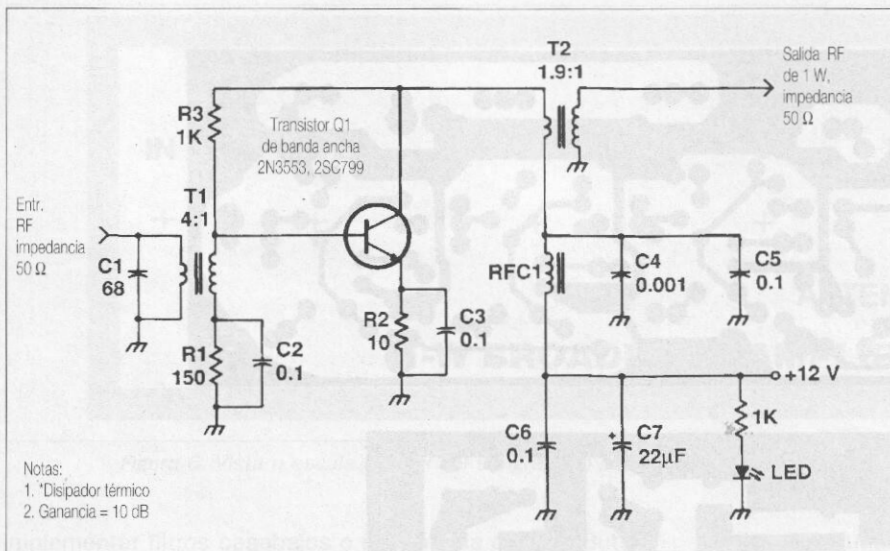 T2
1.9:1
Salida RF
de 1 W,
impedancia
50 Ω
R3
1K
Transistor Q1
de banda ancha
2N3553, 2SC799
IN
T1
4:1
Entr.
RF
impedancia
50 Ω
C1
68
RFC1
C4
0.001
C5
0.1
R1
150
C2
0.1
R2
10
C3
0.1
+12 V
C6
0.1
C7
+
22µF
1K
LED
Notas:
1. *Disipador térmico
2. Ganancia = 10 dB